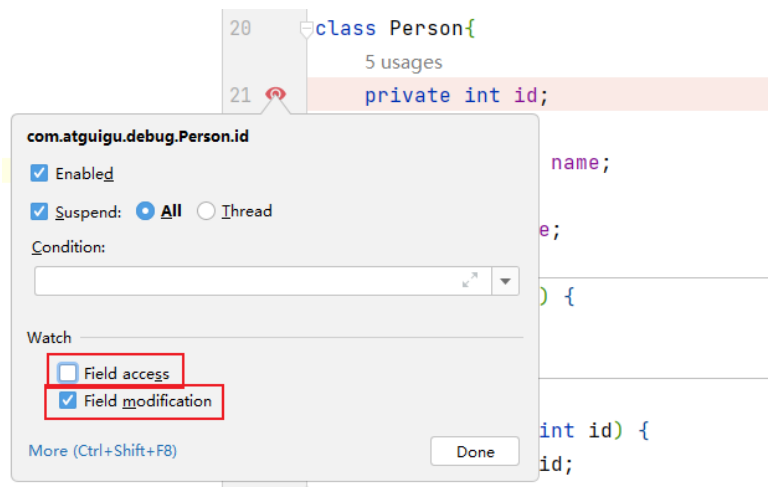 20 class Person{
5 usages
21 private int id;
com.atguigu.debug.Person.id
Enabled
name;
Suspend: All Thread
e;
Condition:
) {
Watch
Field access
Field modification
int id) {
More (Ctrl+Shift+F8) Done
id;